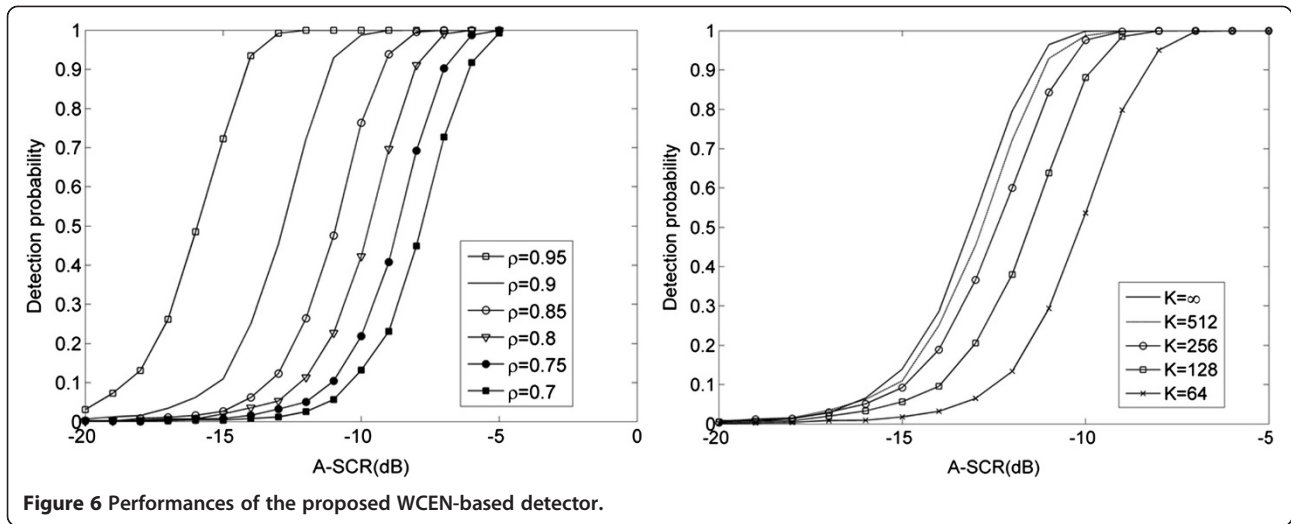 1
0.9
0.8
0.7
0.6
0.5
0.4
0.3
0.2
0.1
0
Detection probability
-20
-15
-10
-5
0
A-SCR(dB)
ρ=0.95
ρ=0.9
ρ=0.85
ρ=0.8
ρ=0.75
ρ=0.7
1
0.9
0.8
0.7
0.6
0.5
0.4
0.3
0.2
0.1
0
Detection probability
-20
-15
-10
-5
A-SCR(dB)
K=∞
K=512
K=256
K=128
K=64
Figure 6 Performances of the proposed WCEN-based detector.